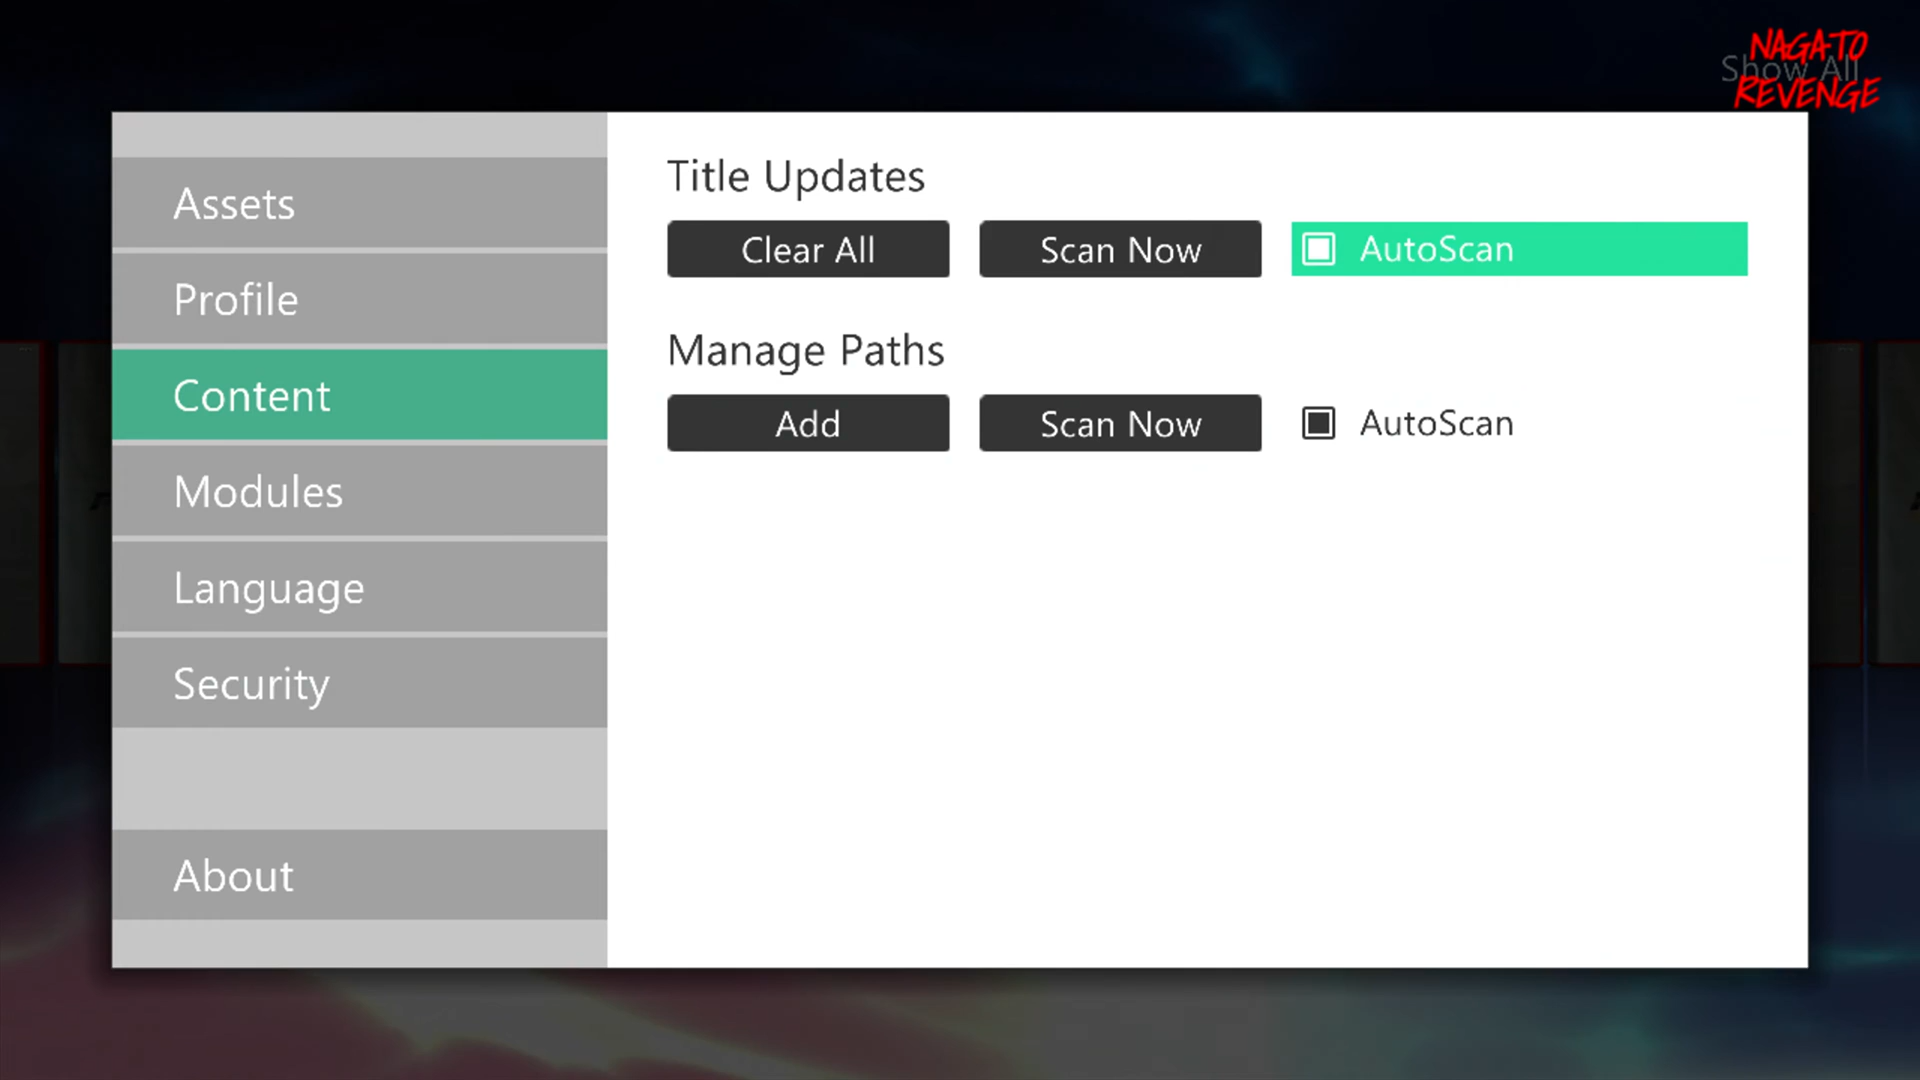 NAGATO
Show All
REVENGE
Assets
Profile
Content
Modules
Language
Security
About
Title Updates
Clear All
Scan Now
AutoScan
Manage Paths
Add
Scan Now
AutoScan